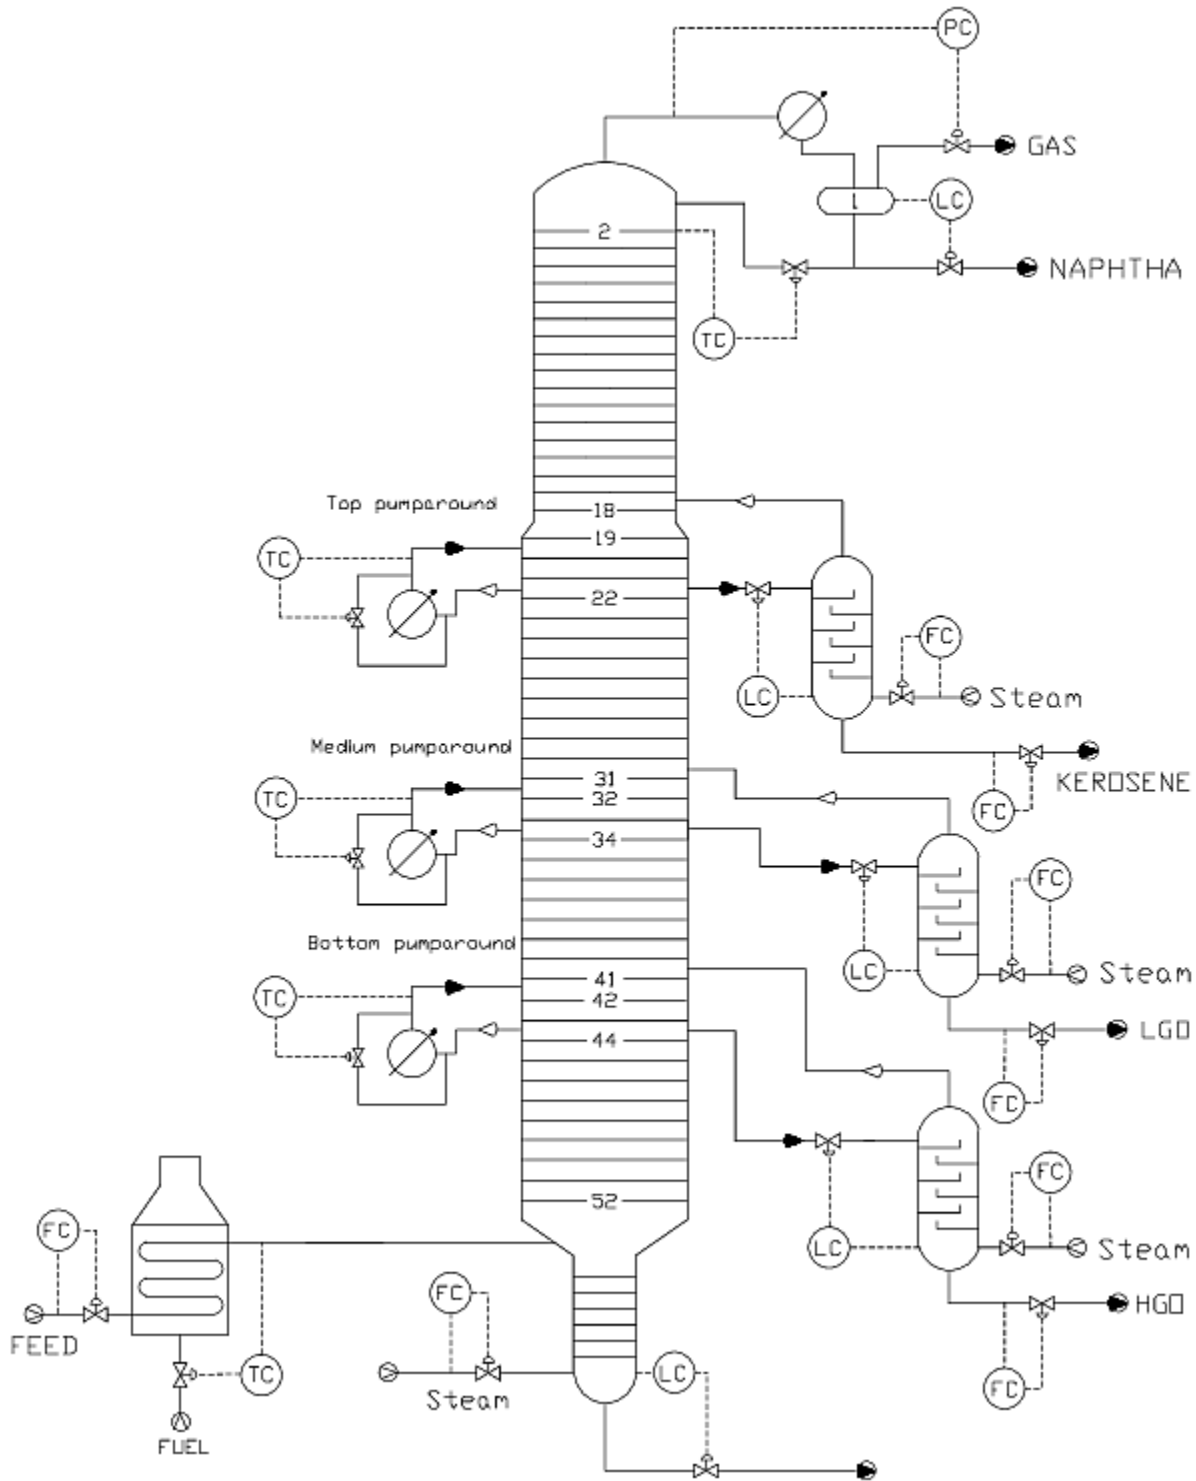 PC
GAS
1
LC
2
NAPHTHA
TC
Top pumparound
18
19
TC
22
FC
LC
Steam
Medium pumparound
31
KEROSENE
TC
32
FC
34
FC
Bottom pumparound
LC
Steam
41
TC
42
LGO
44
FC
FC
52
FC
LC
Steam
FC
HGO
FEED
TC
LC
FC
Steam
FUEL